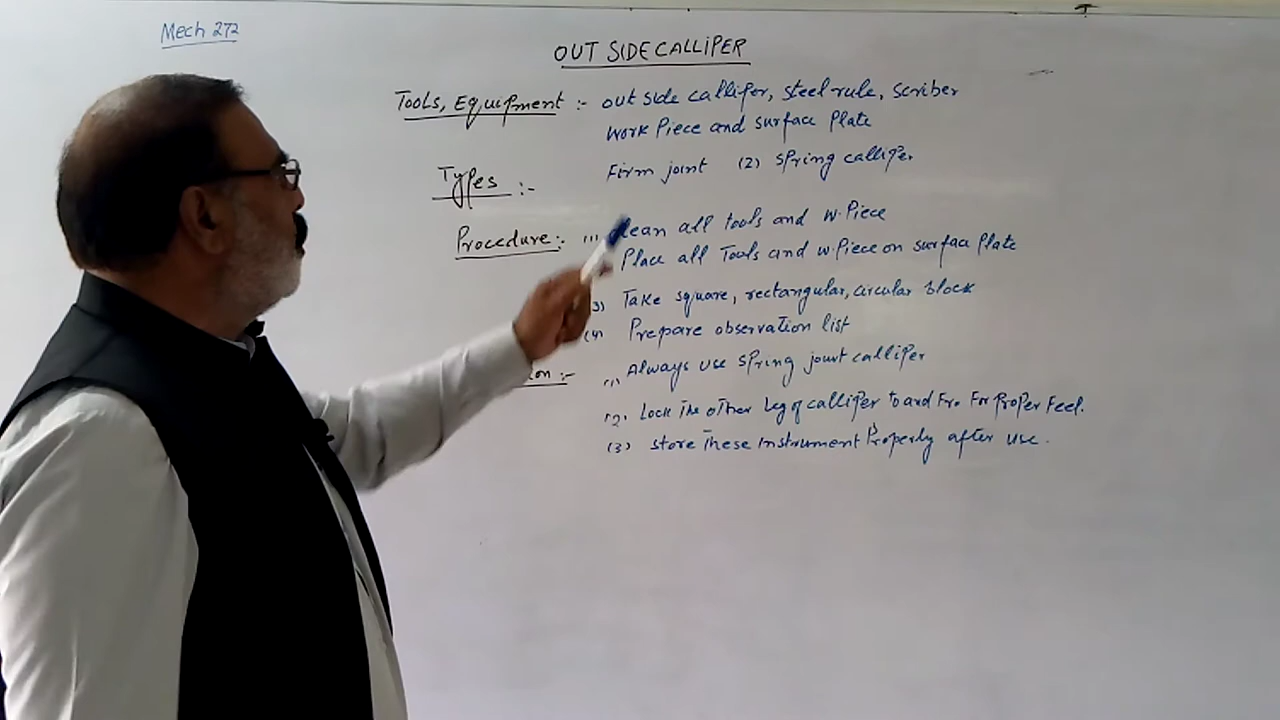 Mech 272
OUT SIDE CALLIPER
Tools, Equipment :- out side calliper, steel rule, scriber
work Piece and surface Plate
Types :- Firm joint (2) spring calliper
Procedure :- (1) clean all tools and w.Piece
Place all Tools and w.Piece on surface Plate
(3) Take square, rectangular, circular block
(4) Prepare observation list
(1) Always use spring joint calliper
(2) Lock The other Leg of calliper to and Fro For Proper Feel.
(3) store These Instrument Properly after use.